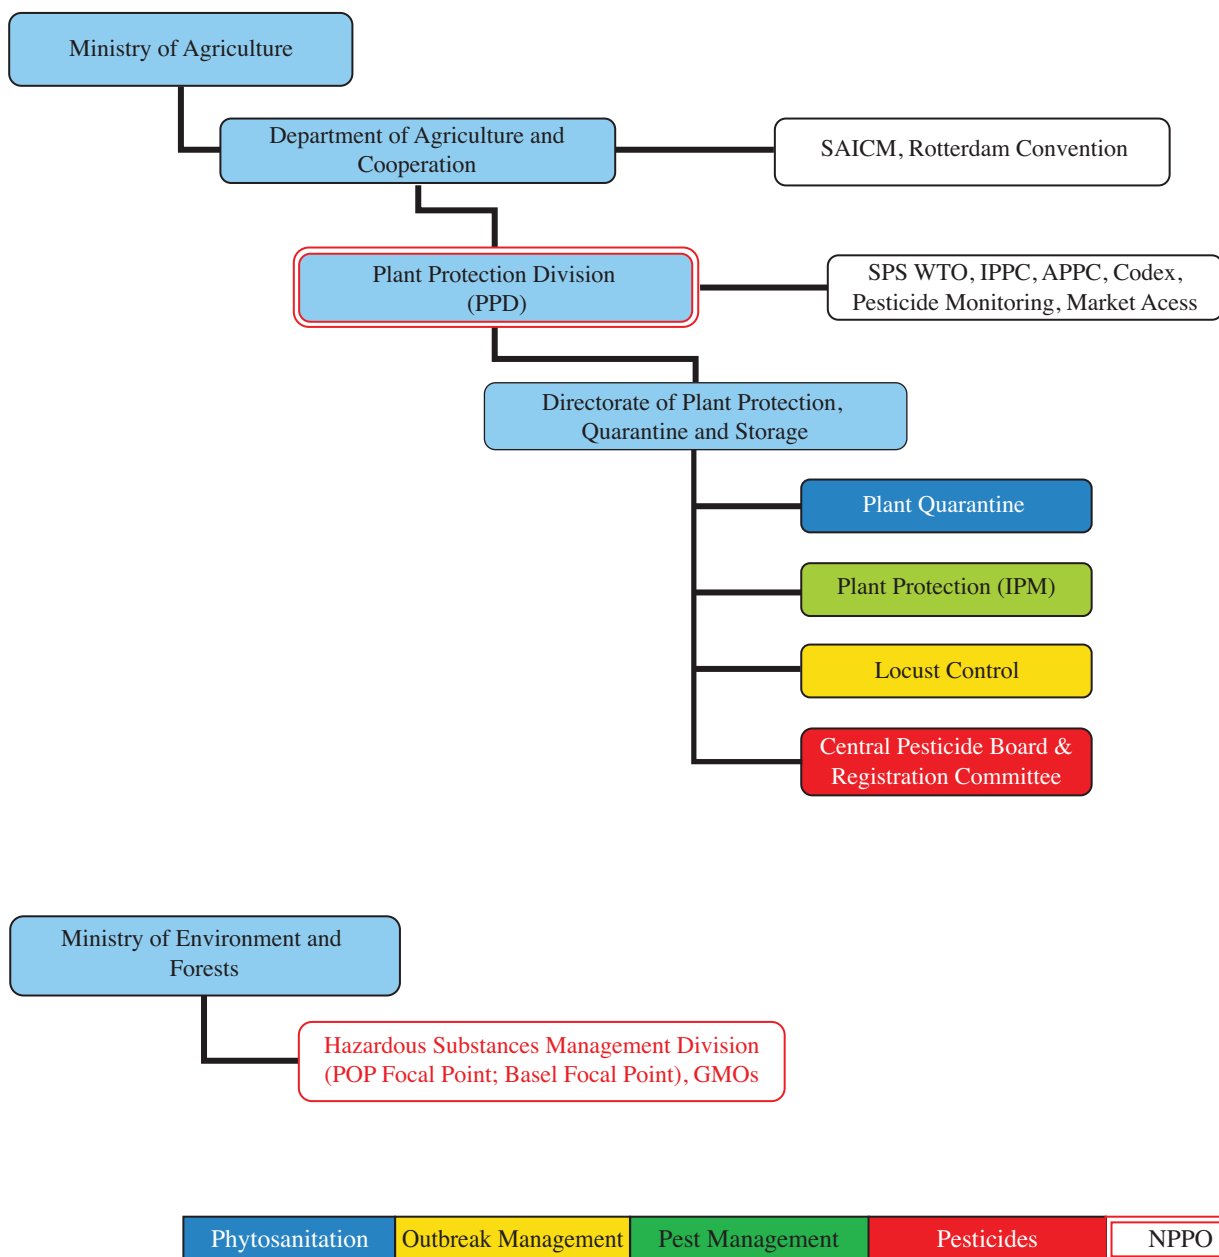 Ministry of Agriculture
Department of Agriculture and
Cooperation
SAICM, Rotterdam Convention
Plant Protection Division
(PPD)
SPS WTO, IPPC, APPC, Codex,
Pesticide Monitoring, Market Acess
Directorate of Plant Protection,
Quarantine and Storage
Plant Quarantine
Plant Protection (IPM)
Locust Control
Central Pesticide Board &
Registration Committee
Ministry of Environment and
Forests
Hazardous Substances Management Division
(POP Focal Point; Basel Focal Point), GMOs
Phytosanitation Outbreak Management Pest Management Pesticides NPPO